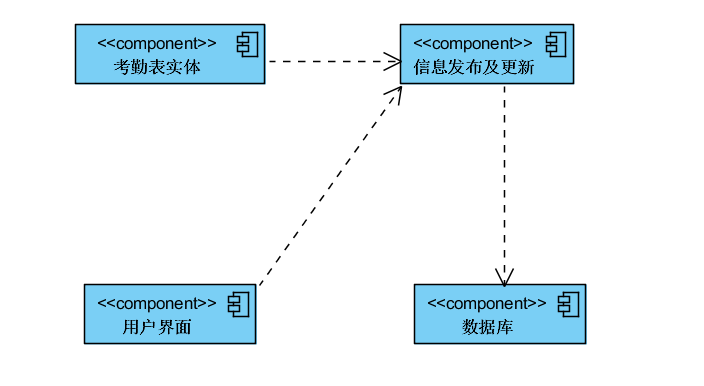 <<component>>
考勤表实体
<<component>>
信息发布及更新
<<component>>
用户界面
<<component>>
数据库